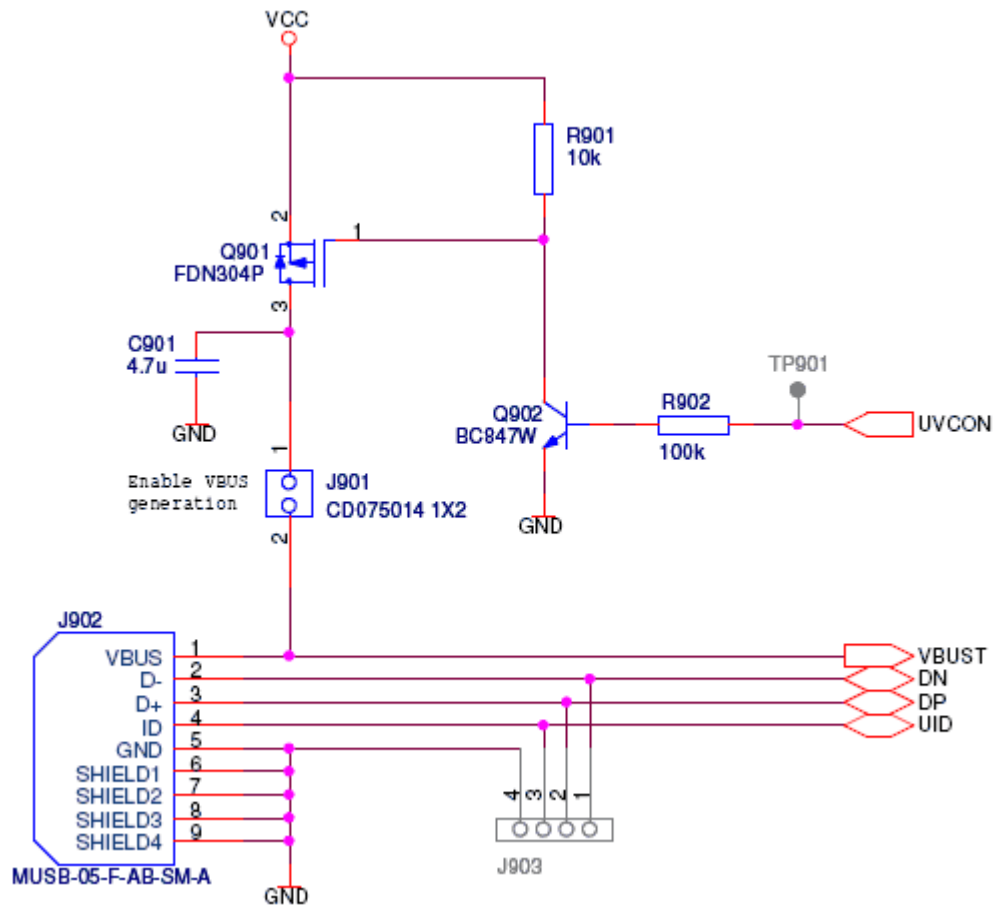 VCC
R901
10k
2
1
Q901
FDN304P
3
C901
4.7u
GND
TP901
Q902
BC847W
R902
100k
UVCON
1
Enable VBUS
generation
J901
CD075014 1X2
2
GND
J902
VBUS 1 VBUST
D- 2 DN
D+ 3 DP
ID 4 UID
GND 5
SHIELD1 6
SHIELD2 7
SHIELD3 8
SHIELD4 9
4 3 2 1
J903
MUSB-05-F-AB-SM-A
GND